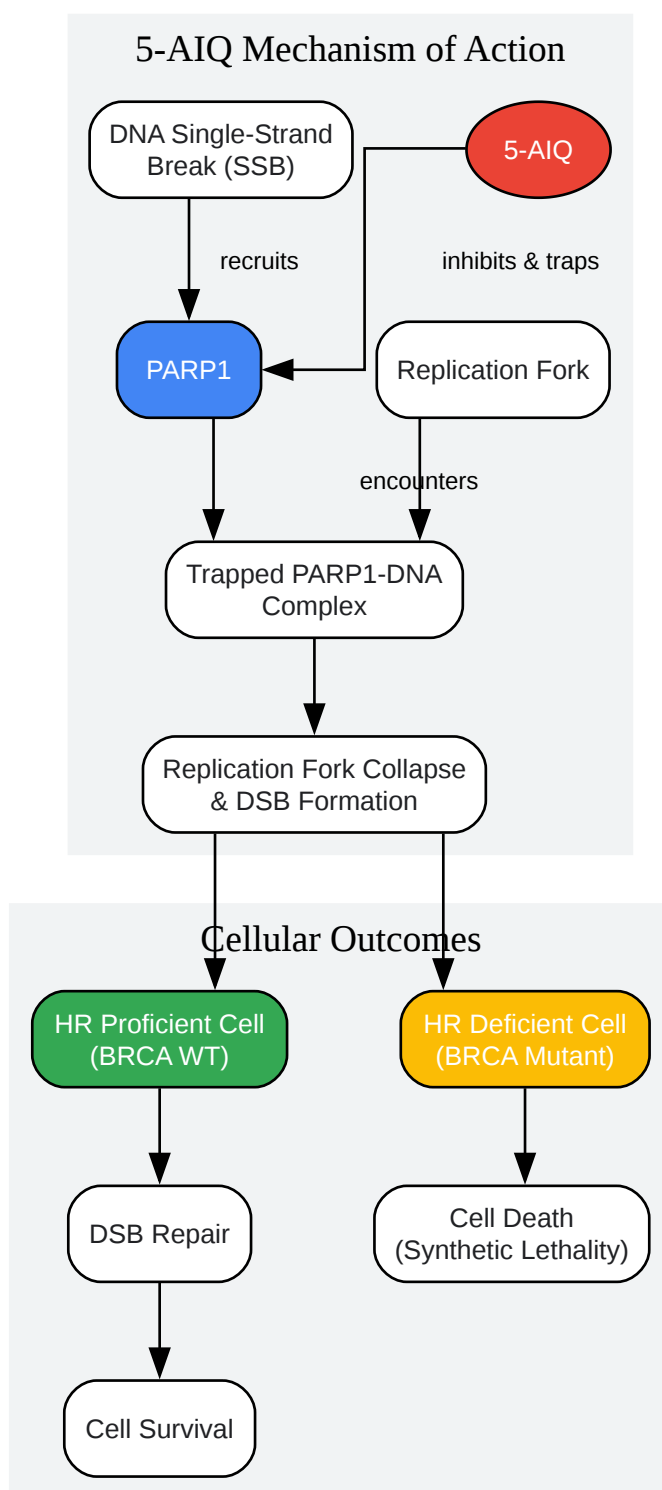 5-AIQ Mechanism of Action
DNA Single-Strand
Break (SSB)
5-AIQ
recruits
inhibits & traps
PARP1
Replication Fork
encounters
Trapped PARP1-DNA
Complex
Replication Fork Collapse
& DSB Formation
Cellular Outcomes
HR Proficient Cell
(BRCA WT)
HR Deficient Cell
(BRCA Mutant)
DSB Repair
Cell Death
(Synthetic Lethality)
Cell Survival